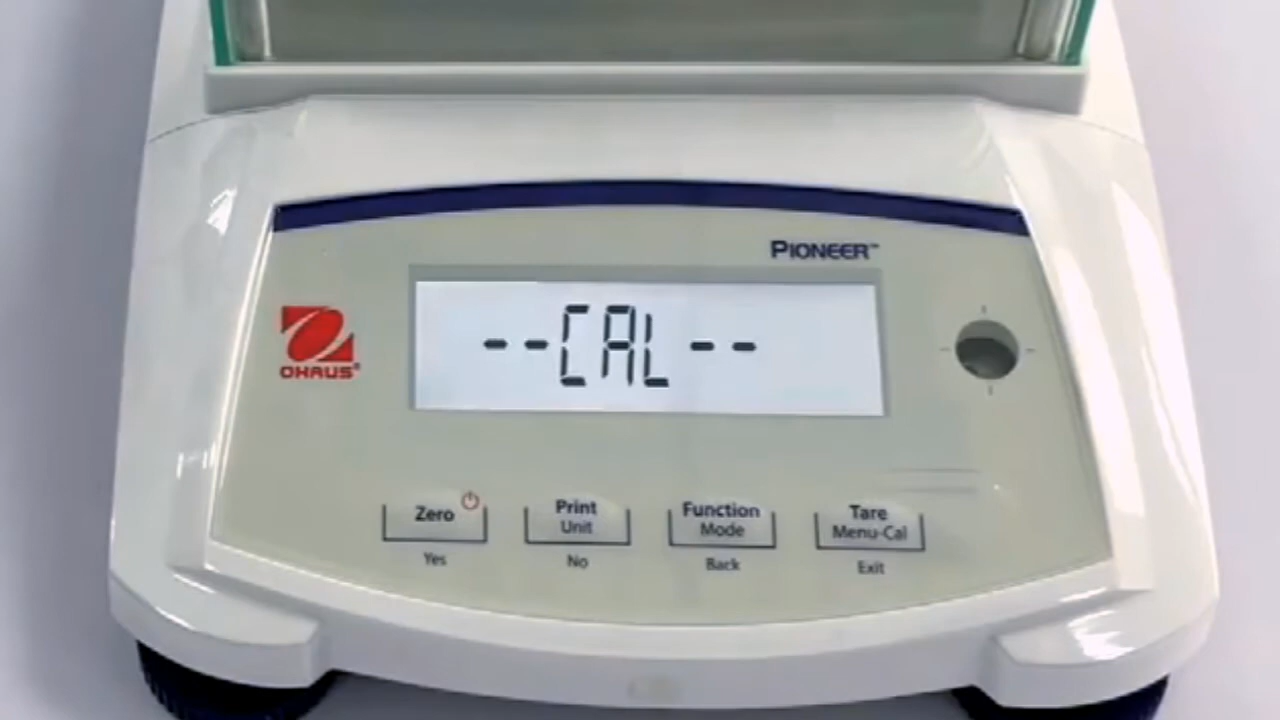 PIONEER™
OHAUS®
--CAL--
Zero
Yes
Print
Unit
No
Function
Mode
Back
Tare
Menu-Cal
Exit